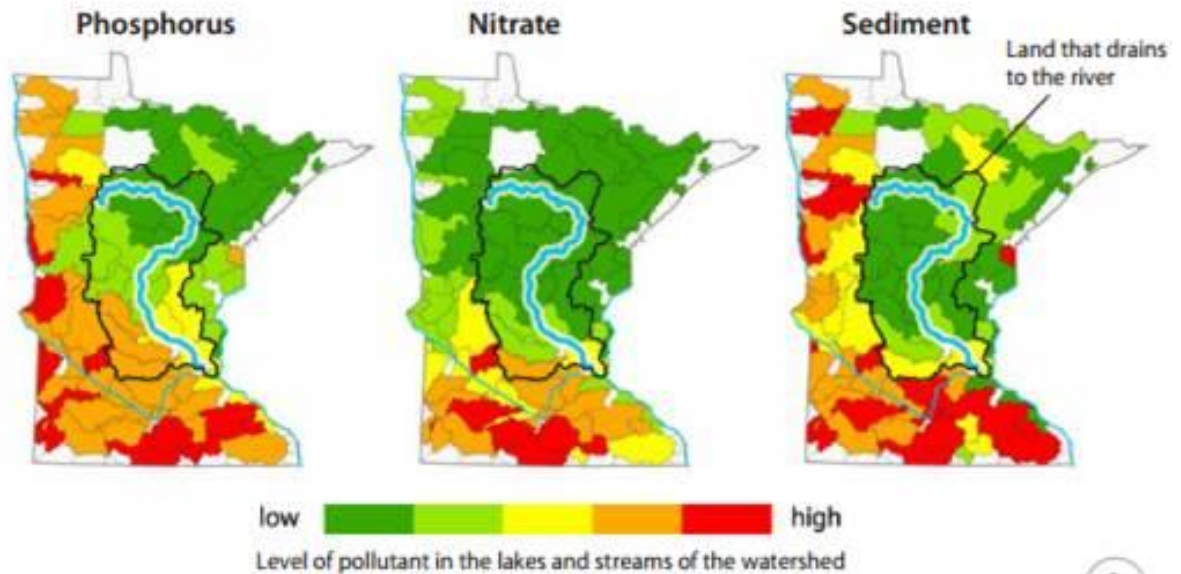 Phosphorus
Nitrate
Sediment
Land that drains
to the river
low
high
Level of pollutant in the lakes and streams of the watershed